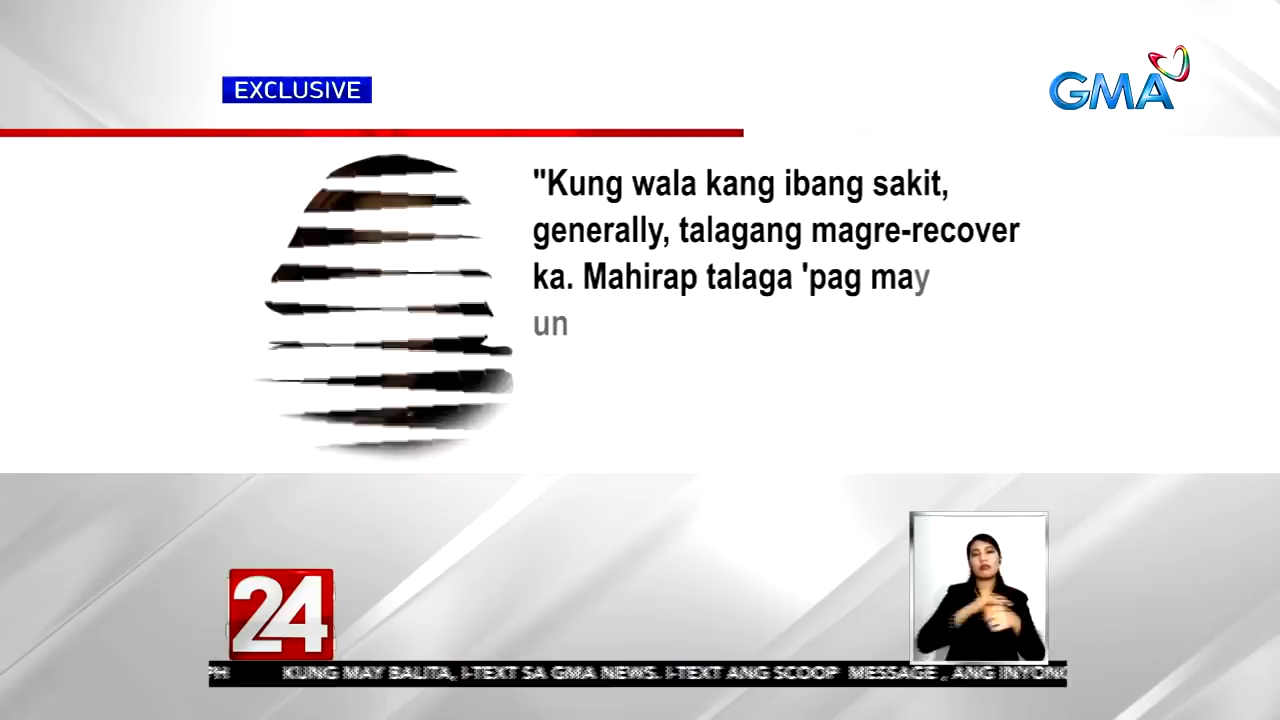 EXCLUSIVE
GMA
"Kung wala kang ibang sakit,
generally, talagang magre-recover
ka. Mahirap talaga 'pag may
un
24
PH KUNG MAY BALITA, I-TEXT SA GMA NEWS. I-TEXT ANG SCOOP MESSAGE , ANG INYONG